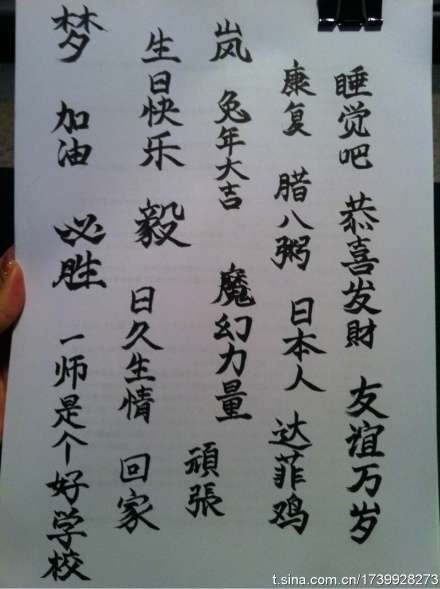 睡觉吧 恭喜发財 友谊万岁
康复 腊八粥 日本人 达菲鸡
岚 兔年大吉 魔幻力量 頑張
生日快乐 毅 日久生情 回家
梦 加油 必胜 一师是个好学校
t.sina.com.cn/1739928273